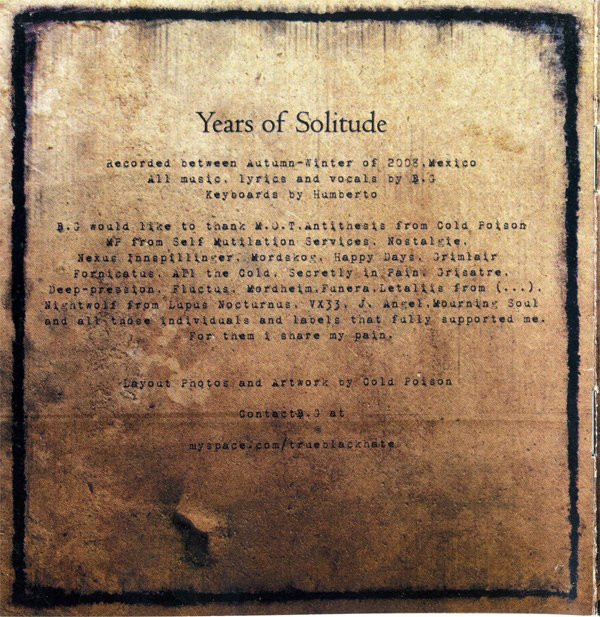 Years of Solitude
Recorded between Autumn-Winter of 2008,Mexico
All music, lyrics and vocals by B.G
Keyboards by Humberto
B.G would like to thank M.O.T.Antithesis from Cold Poison
MP from Self Mutilation Services, Nostalgie,
Nexus Innspillinger, Mordskog, Happy Days, Grimlair
Fornicatus, All the Cold, Secretly in Pain, Grisatre,
Deep-pression, Fluctus, Mordheim,Funera,Letaliis from (...),
Nightwolf from Lupus Nocturnus, VX33, J. Angel,Mourning Soul
and all those individuals and labels that fully supported me.
For them i share my pain.
Layout Photos and Artwork by Cold Poison
ContactB.G at
myspace.com/trueblackhate